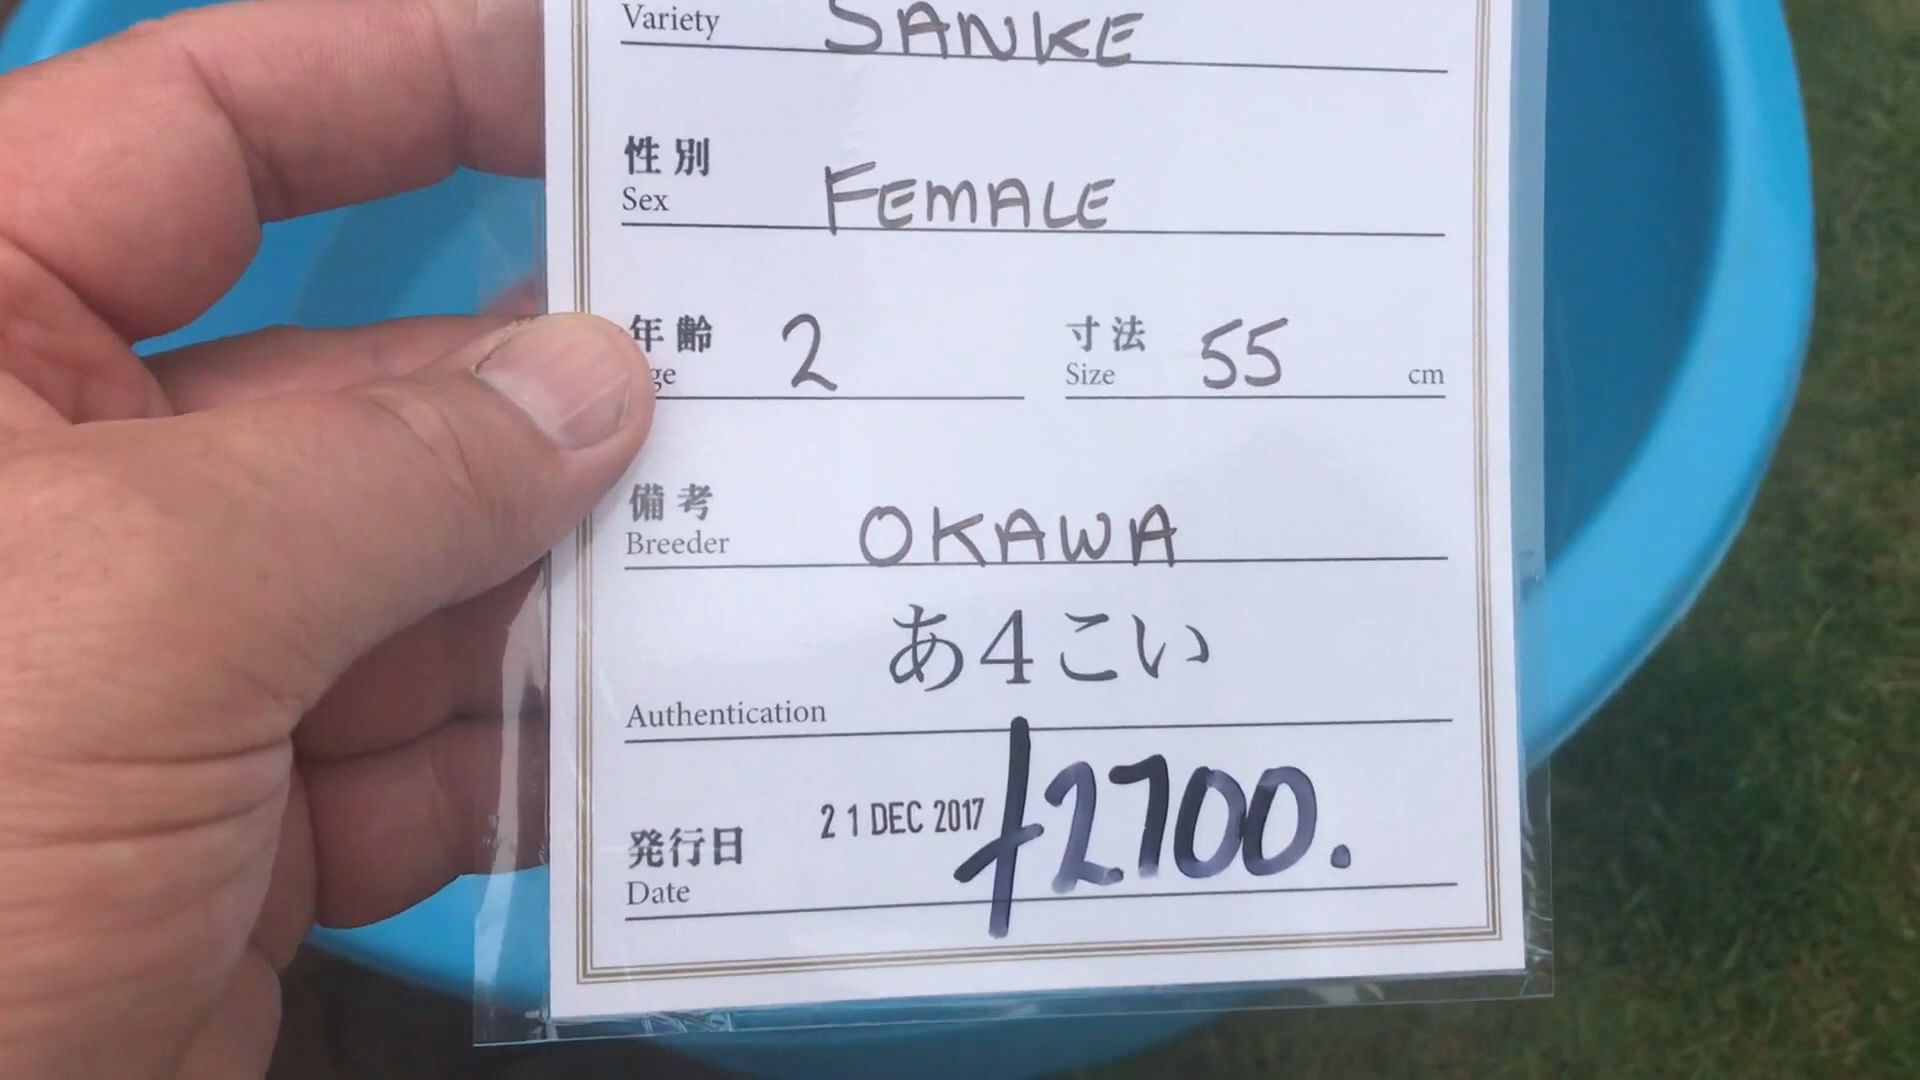 Variety SANKE
性別
Sex FEMALE
年齢 2 寸法 55
ge Size cm
備考
Breeder OKAWA
あ4こい
Authentication
発行日 21 DEC 2017 £2700.
Date